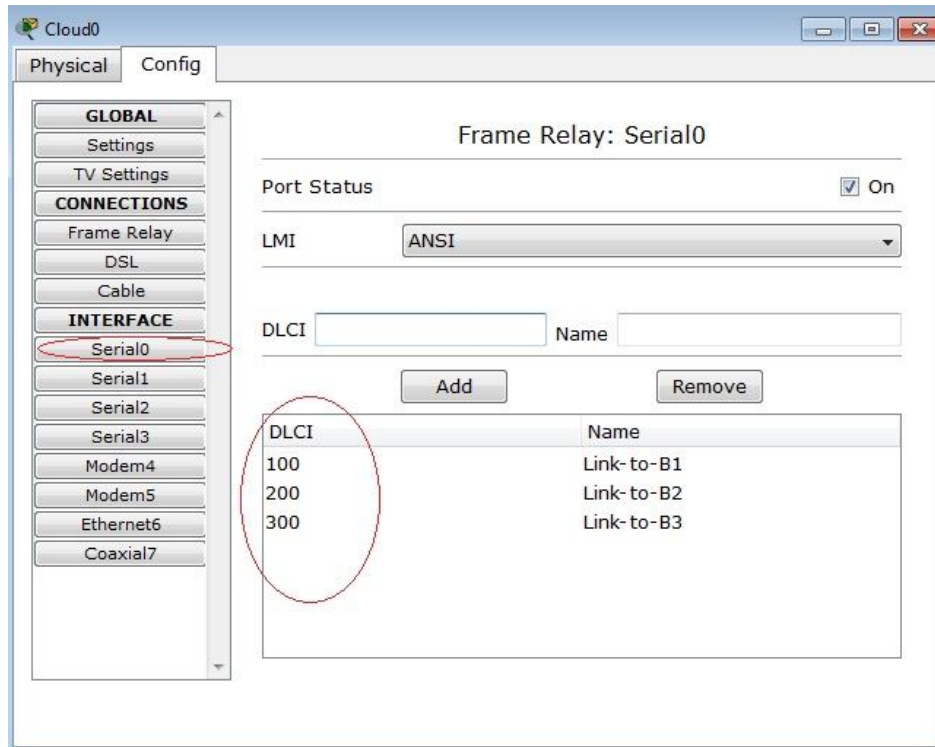 Cloud0
Physical Config
GLOBAL
Settings
TV Settings
CONNECTIONS
Frame Relay
DSL
Cable
INTERFACE
Serial0
Serial1
Serial2
Serial3
Modem4
Modem5
Ethernet6
Coaxial7
Frame Relay: Serial0
Port Status On
LMI ANSI
DLCI Name
Add Remove
DLCI Name
100 Link-to-B1
200 Link-to-B2
300 Link-to-B3